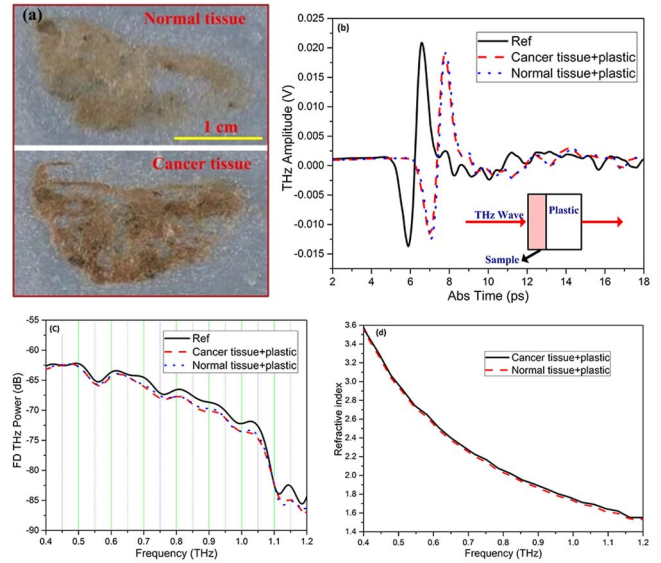 (a)
Normal tissue
1 cm
Cancer tissue
(b)
Ref
Cancer tissue+plastic
Normal tissue+plastic
0.025
0.020
0.015
0.010
0.005
0.000
-0.005
-0.010
-0.015
THz Amplitude (V)
THz Wave
Plastic
Sample
2 4 6 8 10 12 14 16 18
Abs Time (ps)
(c)
Ref
Cancer tissue+plastic
Normal tissue+plastic
-55
-60
-65
-70
-75
-80
-85
-90
FD THz Power (dB)
0.4 0.5 0.6 0.7 0.8 0.9 1.0 1.1 1.2
Frequency (THz)
(d)
Cancer tissue+plastic
Normal tissue+plastic
3.6
3.4
3.2
3.0
2.8
2.6
2.4
2.2
2.0
1.8
1.6
1.4
Refractive index
0.4 0.5 0.6 0.7 0.8 0.9 1.0 1.1 1.2
Frequency (THz)